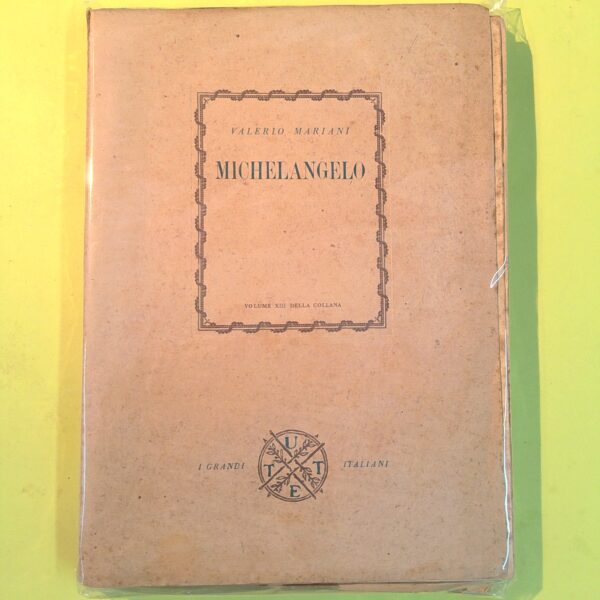 VALERIO MARIANI
MICHELANGELO
VOLUME XIII DELLA COLLANA
U
I GRANDI T T ITALIANI
E